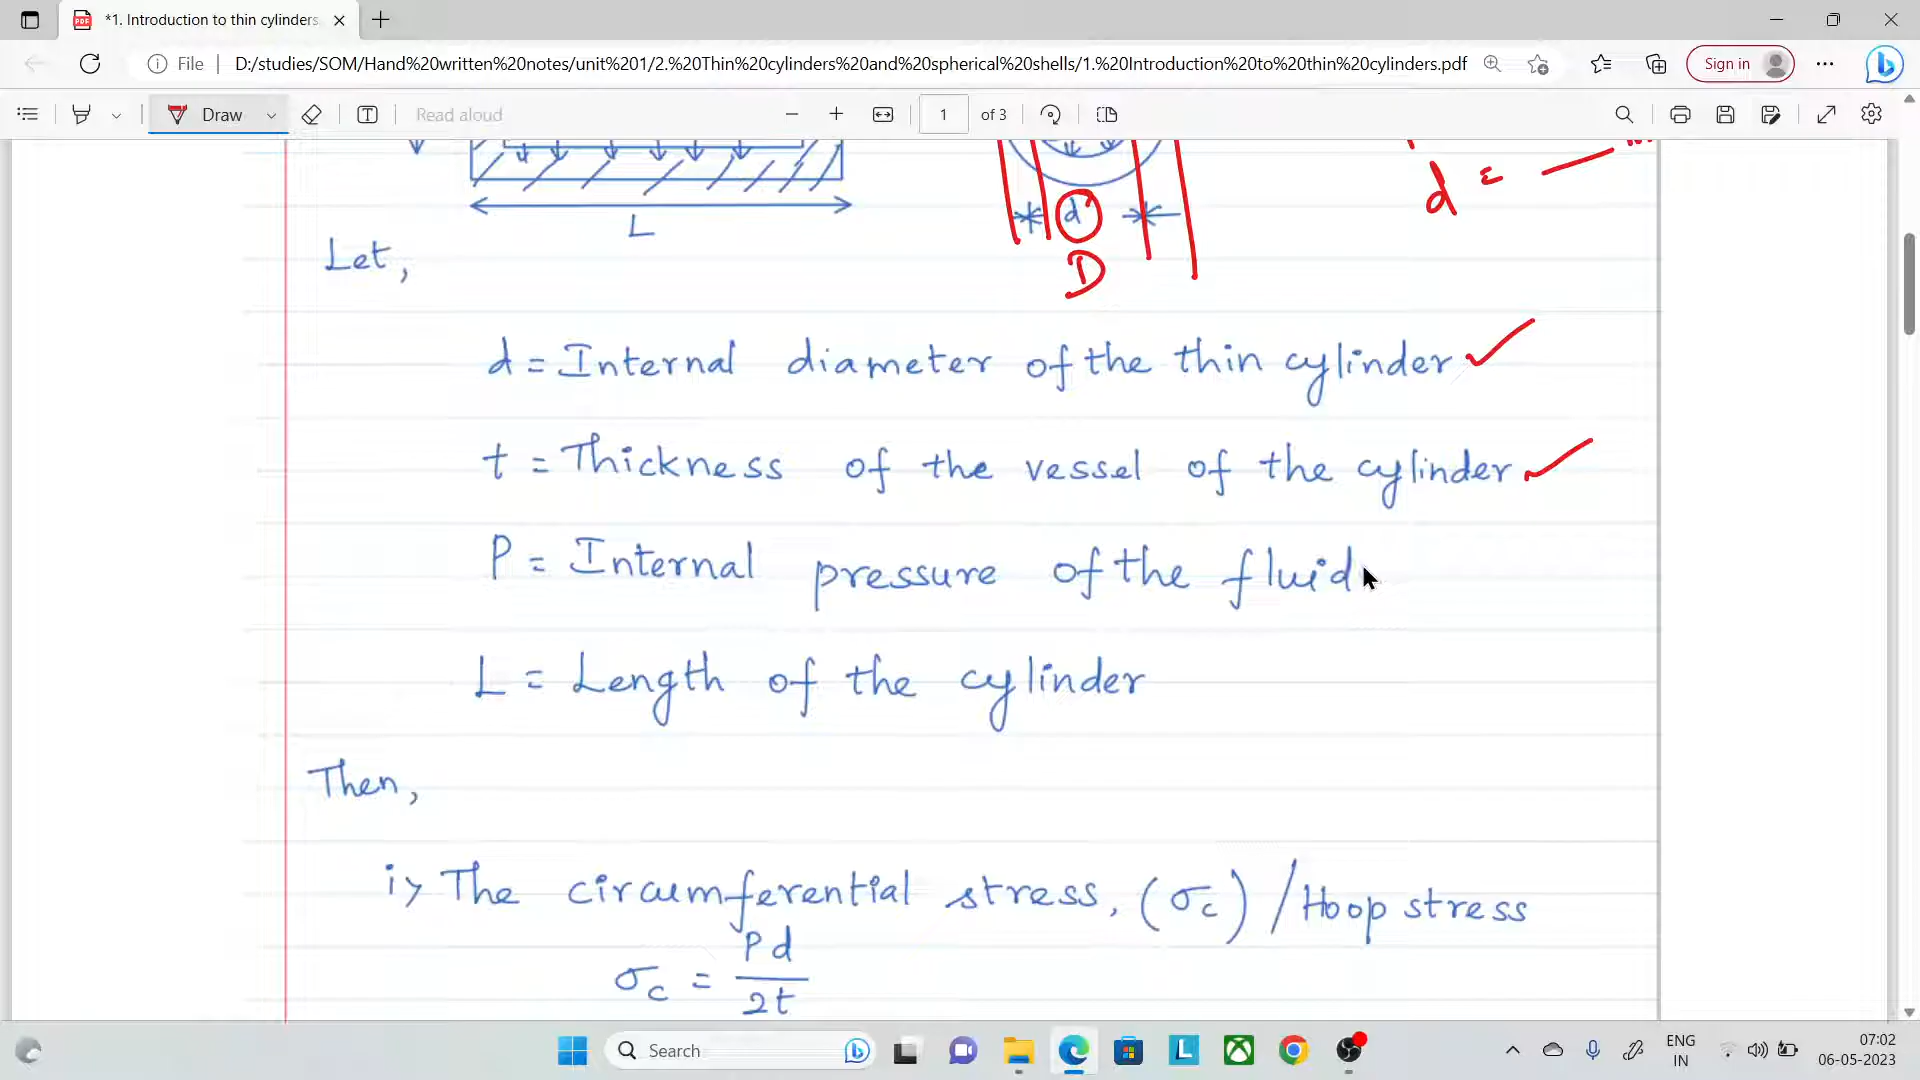 *1. Introduction to thin cylinders.
File
D:/studies/SOM/Hand%20written%20notes/unit%201/2.%20Thin%20cylinders%20and%20spherical%20shells/1.%20Introduction%20to%20thin%20cylinders.pdf
Sign in
Draw
Read aloud
1 of 3
d = —
d
L
D
Let,
d = Internal diameter of the thin cylinder
t = Thickness of the vessel of the cylinder
P = Internal pressure of the fluid
L = Length of the cylinder
Then,
i> The circumferential stress, (σc) / Hoop stress
σc = Pd / 2t
Search
ENG
IN
07:02
06-05-2023